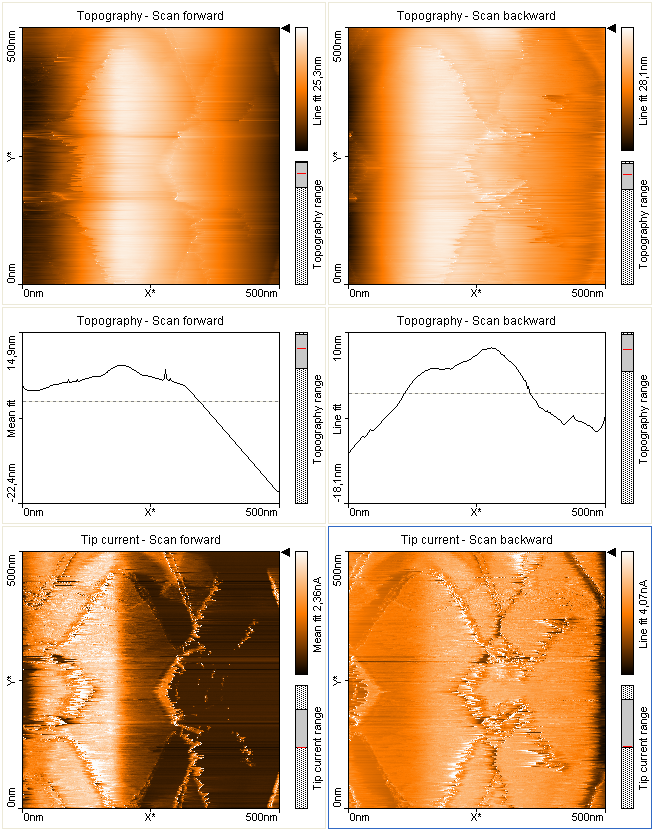 Topography - Scan forward
500nm
Y*
0nm
0nm
X*
500nm
Line fit 25,3nm
Topography range
Topography - Scan backward
500nm
Y*
0nm
0nm
X*
500nm
Line fit 28,1nm
Topography range
Topography - Scan forward
14,9nm
Mean fit
-22,4nm
0nm
X*
500nm
Topography range
Topography - Scan backward
10nm
Line fit
-18,1nm
0nm
X*
500nm
Topography range
Tip current - Scan forward
500nm
Y*
0nm
0nm
X*
500nm
Mean fit 2,36nA
Tip current range
Tip current - Scan backward
500nm
Y*
0nm
0nm
X*
500nm
Line fit 4,07nA
Tip current range